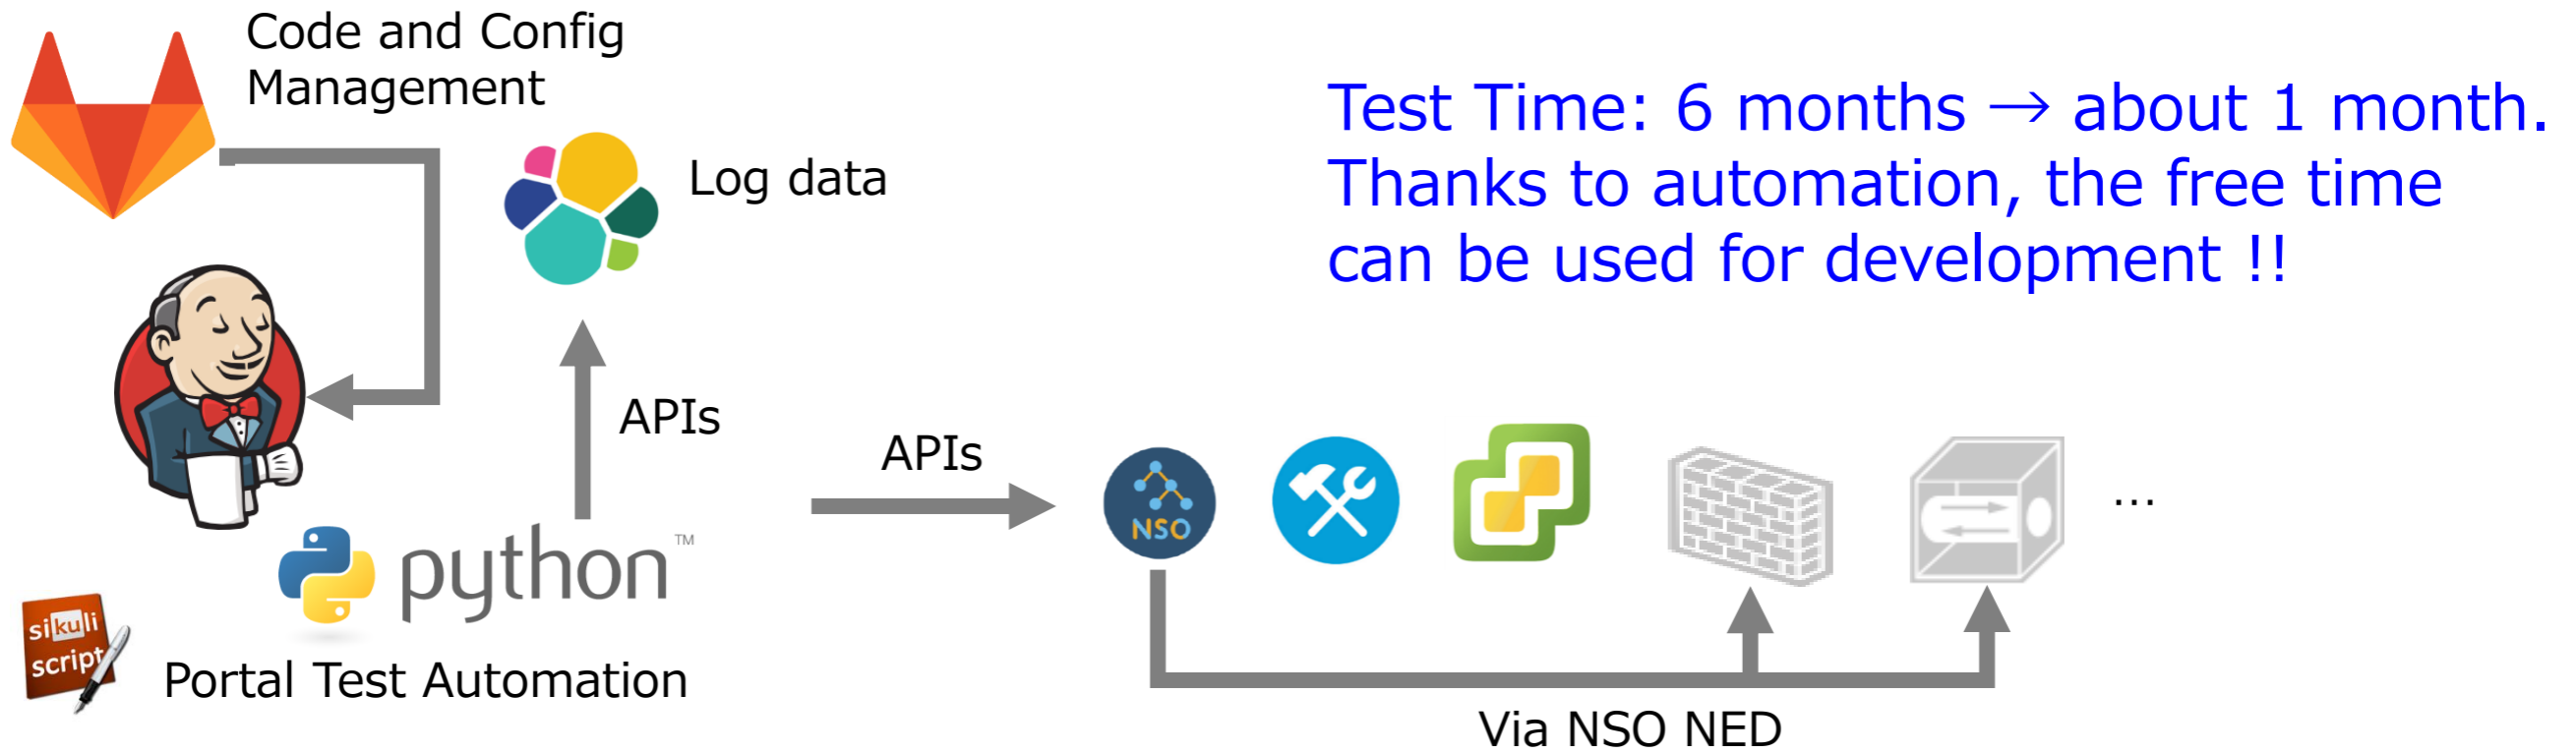 Code and Config
Management
Test Time: 6 months → about 1 month.
Thanks to automation, the free time
can be used for development !!
Log data
APIs
APIs
NSO
...
python™
sikuli
script
Portal Test Automation
Via NSO NED